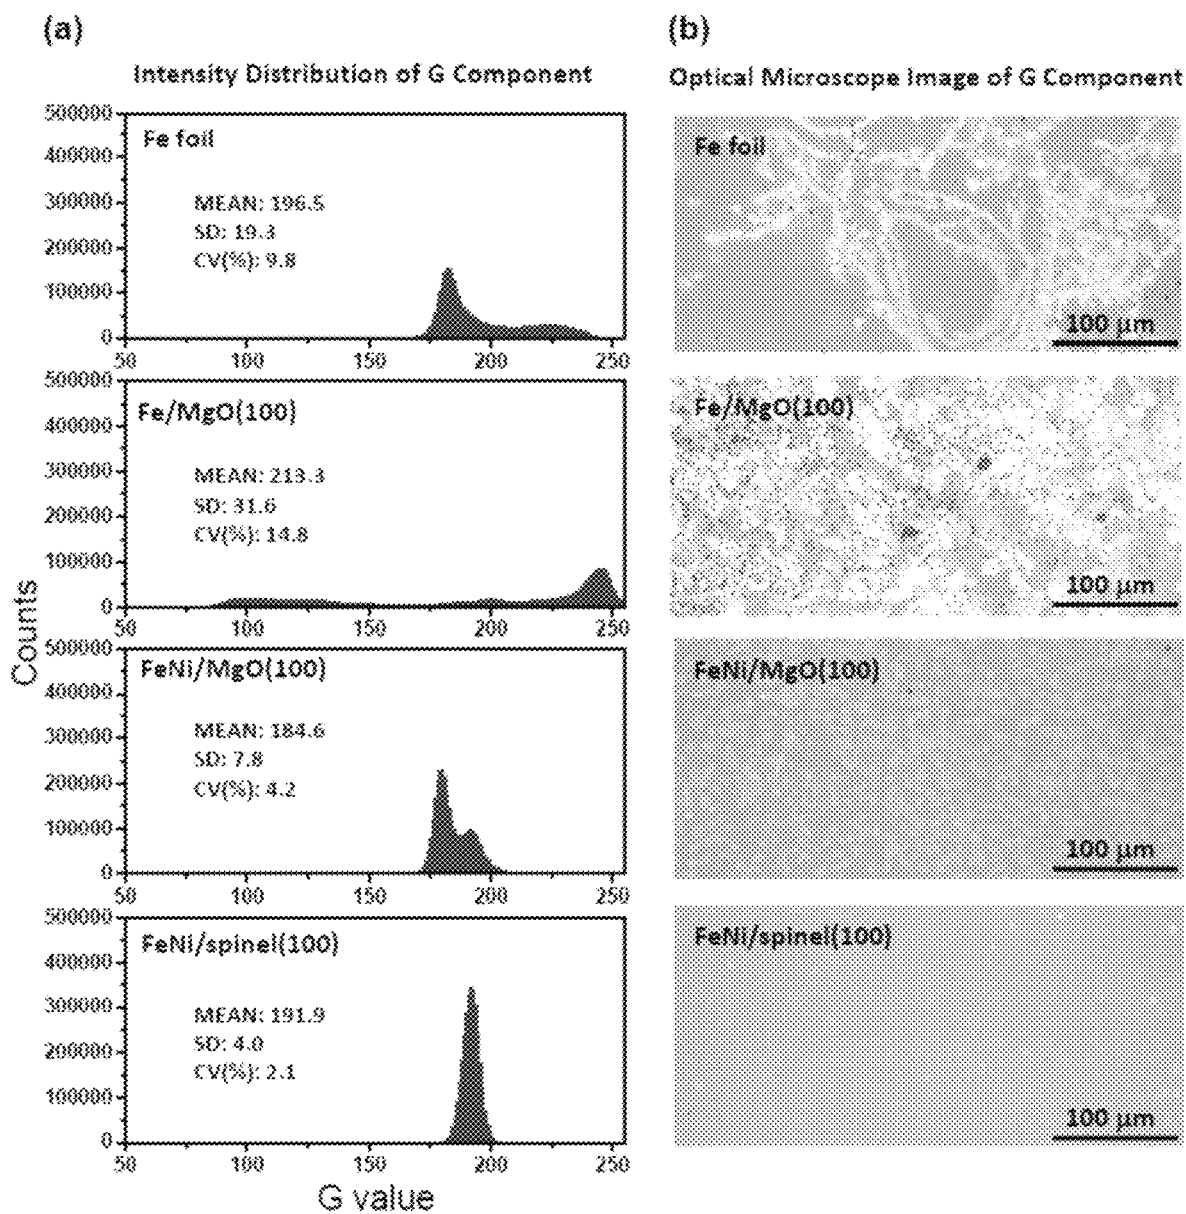 (a)
Intensity Distribution of G Component
500000
400000
300000
200000
100000
0
Fe foil
MEAN: 196.5
SD: 19.3
CV(%): 9.8
50 100 150 200 250
500000
400000
300000
200000
100000
0
Fe/MgO(100)
MEAN: 213.3
SD: 31.6
CV(%): 14.8
50 100 150 200 250
Counts
500000
400000
300000
200000
100000
0
FeNi/MgO(100)
MEAN: 184.6
SD: 7.8
CV(%): 4.2
50 100 150 200 250
500000
400000
300000
200000
100000
0
FeNi/spinel(100)
MEAN: 191.9
SD: 4.0
CV(%): 2.1
50 100 150 200 250
G value
(b)
Optical Microscope Image of G Component
Fe foil
100 μm
Fe/MgO(100)
100 μm
FeNi/MgO(100)
100 μm
FeNi/spinel(100)
100 μm